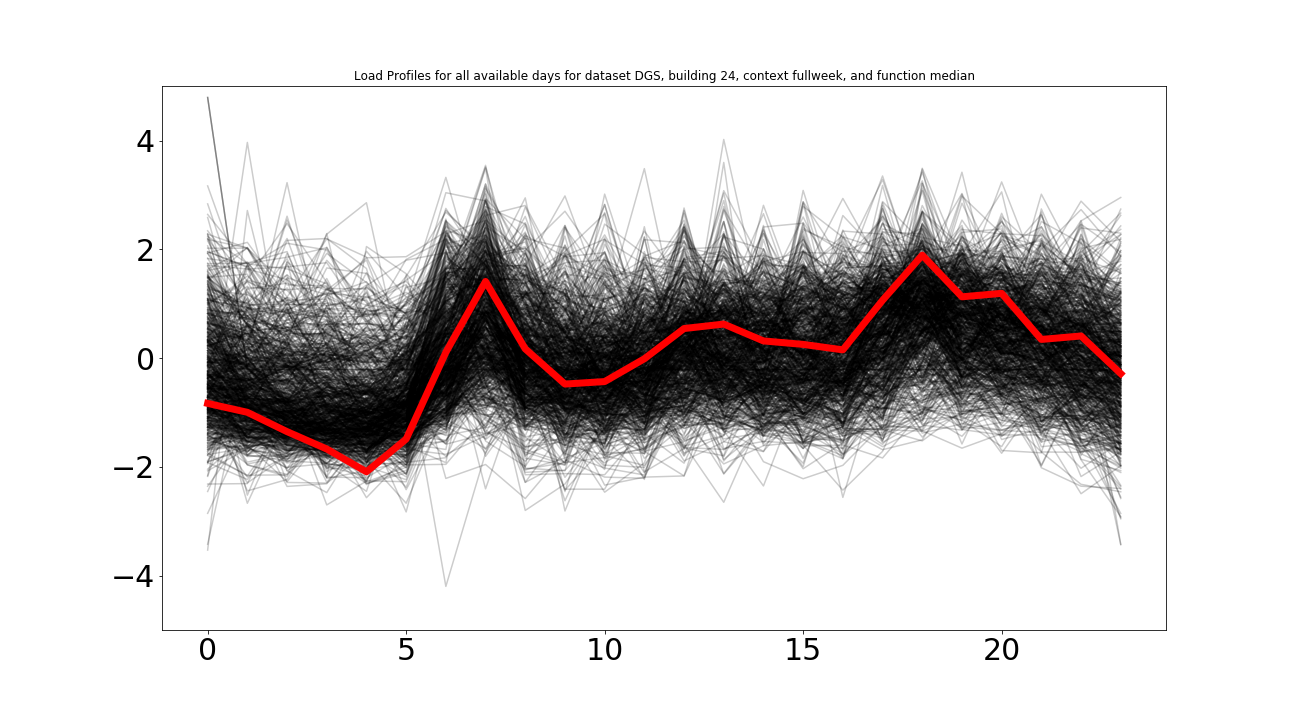 Load Profiles for all available days for dataset DGS, building 24, context fullweek, and function median
4
2
0
−2
−4
0 5 10 15 20